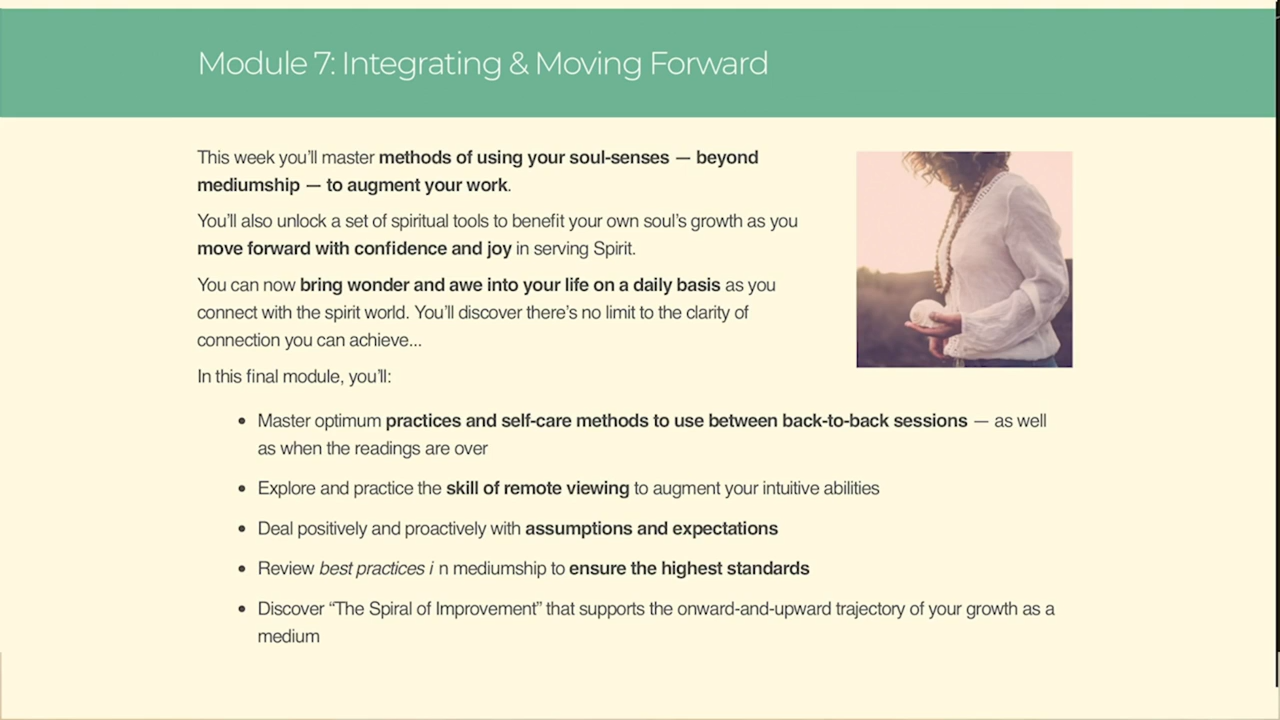 Module 7: Integrating & Moving Forward
This week you'll master methods of using your soul-senses — beyond
mediumship — to augment your work.
You'll also unlock a set of spiritual tools to benefit your own soul's growth as you
move forward with confidence and joy in serving Spirit.
You can now bring wonder and awe into your life on a daily basis as you
connect with the spirit world. You'll discover there's no limit to the clarity of
connection you can achieve...
In this final module, you'll:
• Master optimum practices and self-care methods to use between back-to-back sessions — as well
as when the readings are over
• Explore and practice the skill of remote viewing to augment your intuitive abilities
• Deal positively and proactively with assumptions and expectations
• Review best practices i n mediumship to ensure the highest standards
• Discover “The Spiral of Improvement” that supports the onward-and-upward trajectory of your growth as a
medium